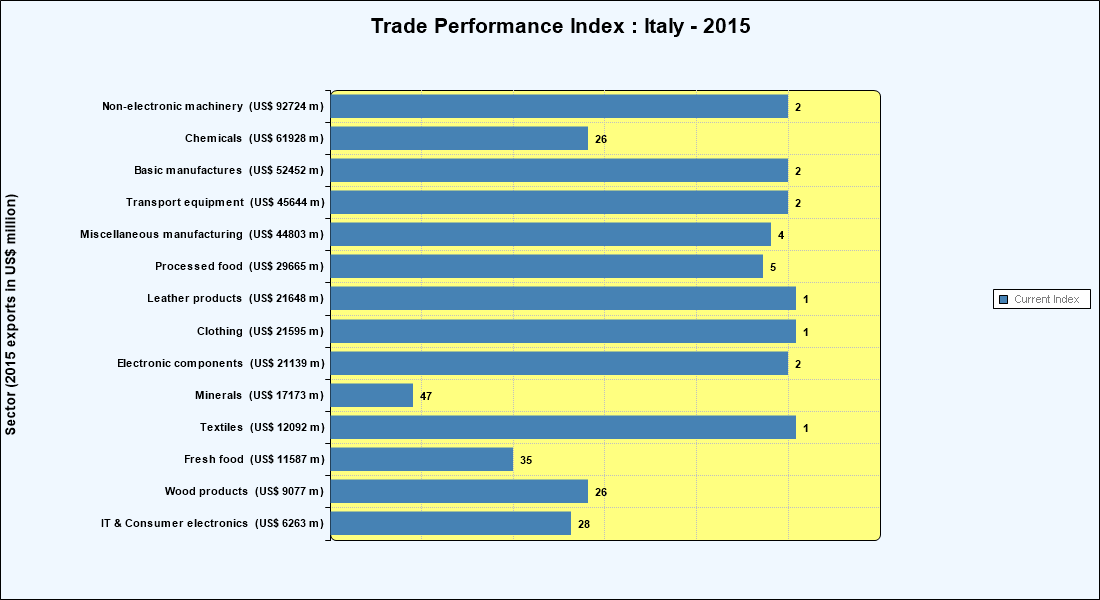 Trade Performance Index : Italy - 2015
Sector (2015 exports in US$ million)
Non-electronic machinery (US$ 92724 m) 2
Chemicals (US$ 61928 m) 26
Basic manufactures (US$ 52452 m) 2
Transport equipment (US$ 45644 m) 2
Miscellaneous manufacturing (US$ 44803 m) 4
Processed food (US$ 29665 m) 5
Leather products (US$ 21648 m) 1
Clothing (US$ 21595 m) 1
Electronic components (US$ 21139 m) 2
Minerals (US$ 17173 m) 47
Textiles (US$ 12092 m) 1
Fresh food (US$ 11587 m) 35
Wood products (US$ 9077 m) 26
IT & Consumer electronics (US$ 6263 m) 28
Current Index